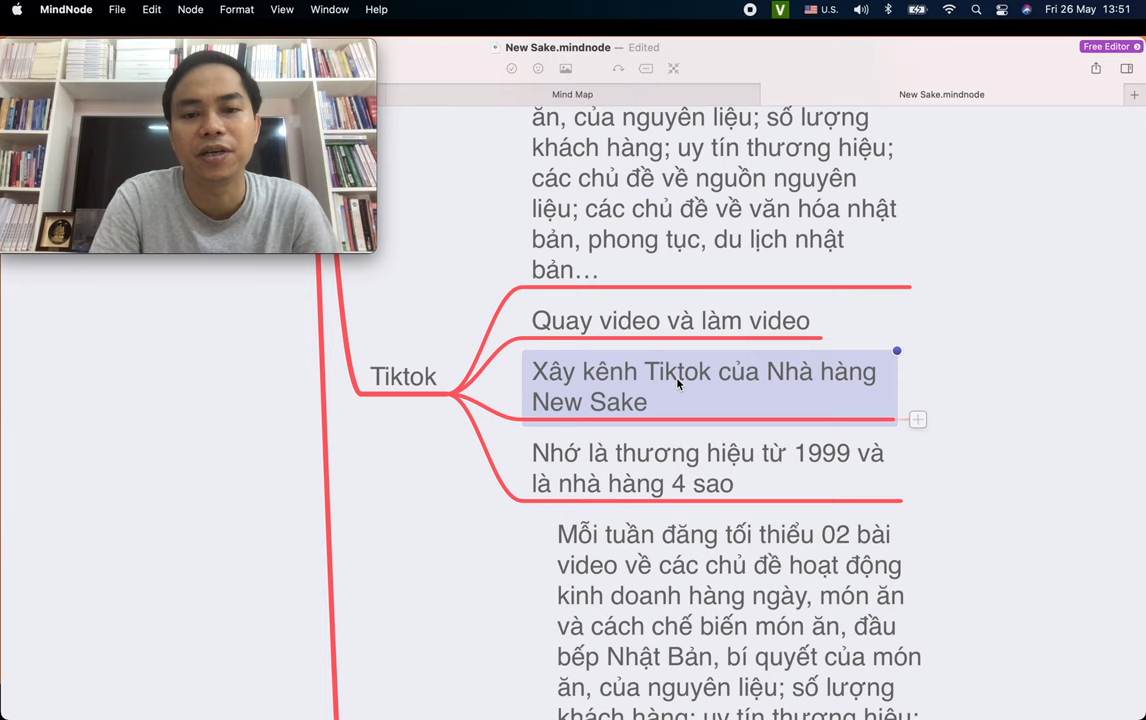 MindNode File Edit Node Format View Window Help V U.S. Fri 26 May 13:51
New Sake.mindnode — Edited
Free Editor
Mind Map New Sake.mindnode
ăn, của nguyên liệu; số lượng
khách hàng; uy tín thương hiệu;
các chủ đề về nguồn nguyên
liệu; các chủ đề về văn hóa nhật
bản, phong tục, du lịch nhật
bản…
Quay video và làm video
Tiktok
Xây kênh Tiktok của Nhà hàng
New Sake
Nhớ là thương hiệu từ 1999 và
là nhà hàng 4 sao
Mỗi tuần đăng tối thiểu 02 bài
video về các chủ đề hoạt động
kinh doanh hàng ngày, món ăn
và cách chế biến món ăn, đầu
bếp Nhật Bản, bí quyết của món
ăn, của nguyên liệu; số lượng
khách hàng; uy tín thương hiệu;